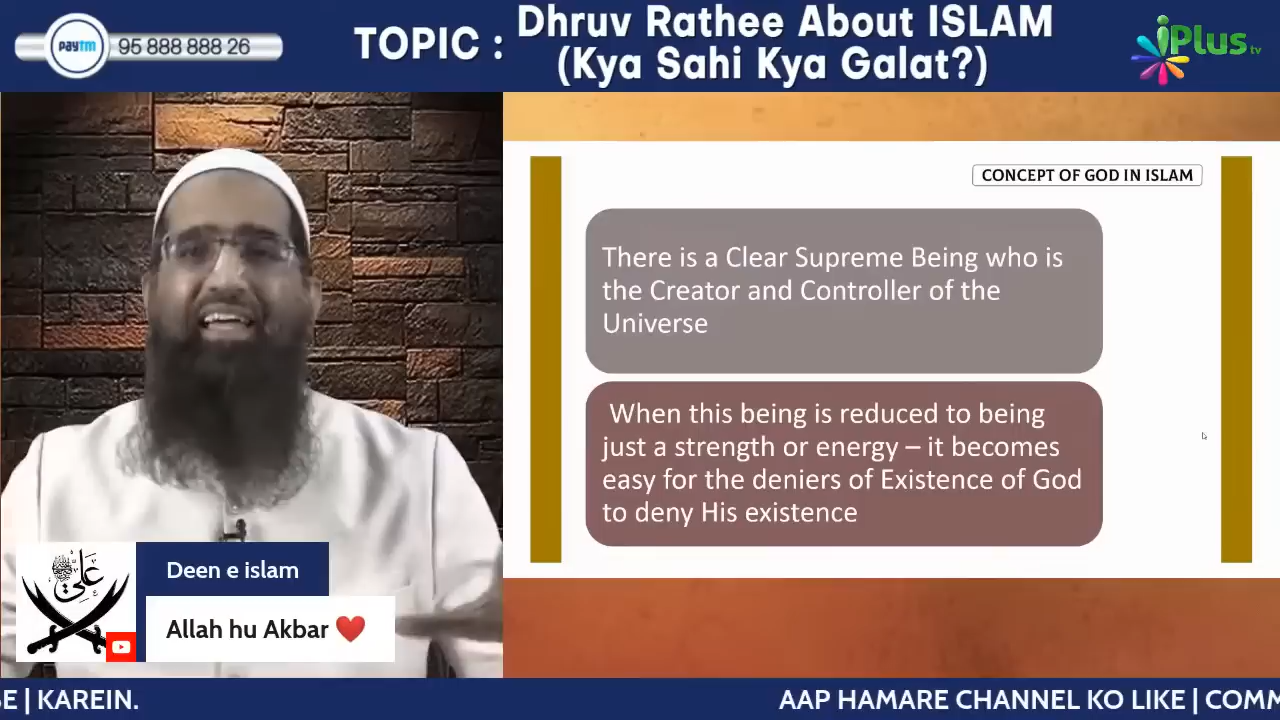 paytm
95 888 888 26
TOPIC :
Dhruv Rathee About ISLAM
(Kya Sahi Kya Galat?)
iPlus tv
CONCEPT OF GOD IN ISLAM
There is a Clear Supreme Being who is
the Creator and Controller of the
Universe
When this being is reduced to being
just a strength or energy – it becomes
easy for the deniers of Existence of God
to deny His existence
Deen e islam
Allah hu Akbar ❤️
SE | KAREIN.
AAP HAMARE CHANNEL KO LIKE | COMM